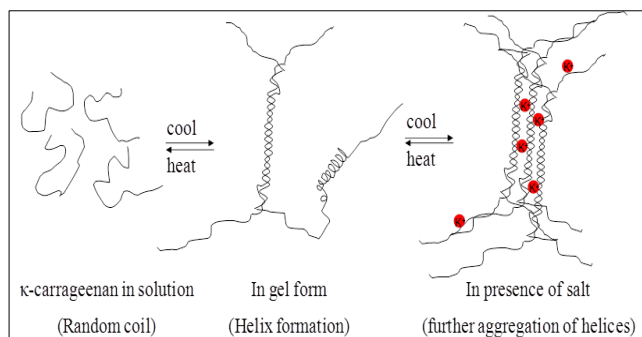 cool
heat
cool
heat
K⁺
K⁺
K⁺
K⁺
K⁺
K⁺
κ-carrageenan in solution
(Random coil)
In gel form
(Helix formation)
In presence of salt
(further aggregation of helices)